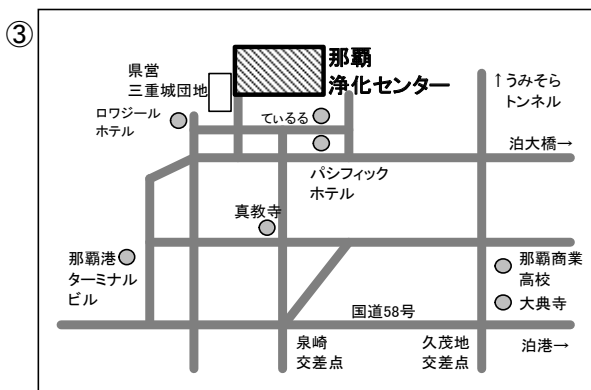 ③
那覇
浄化センター
県営
三重城団地
ロワジール
ホテル
てぃるる
↑うみそら
トンネル
泊大橋→
パシフィック
ホテル
真教寺
那覇港
ターミナル
ビル
那覇商業
高校
大典寺
国道58号
泉崎
交差点
久茂地
交差点
泊港→